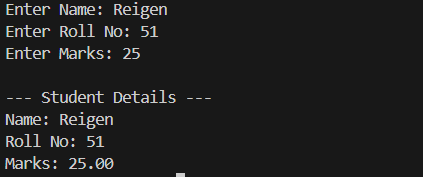 Enter Name: Reigen
Enter Roll No: 51
Enter Marks: 25

--- Student Details ---
Name: Reigen
Roll No: 51
Marks: 25.00